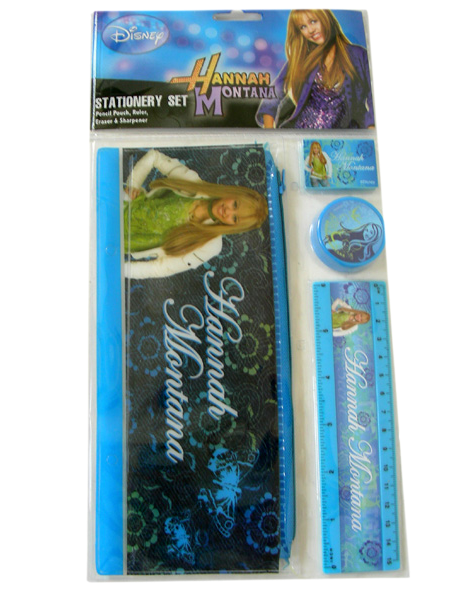 Disney
HANNAH
MONTANA
STATIONERY SET
Pencil Pouch, Ruler,
Eraser & Sharpener
Hannah
Montana
Hannah
Montana
Hannah Montana